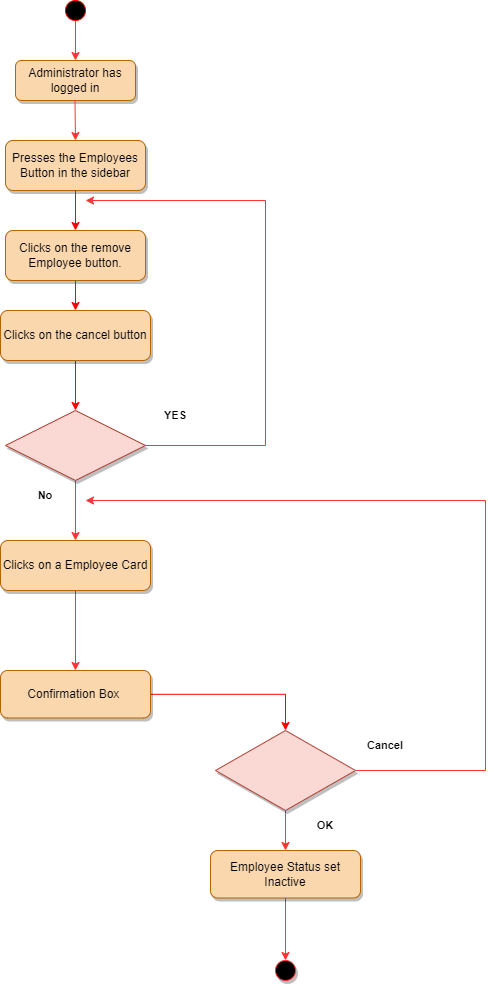 Administrator has
logged in
Presses the Employees
Button in the sidebar
Clicks on the remove
Employee button.
Clicks on the cancel button
YES
No
Clicks on a Employee Card
Confirmation Box
Cancel
OK
Employee Status set
Inactive